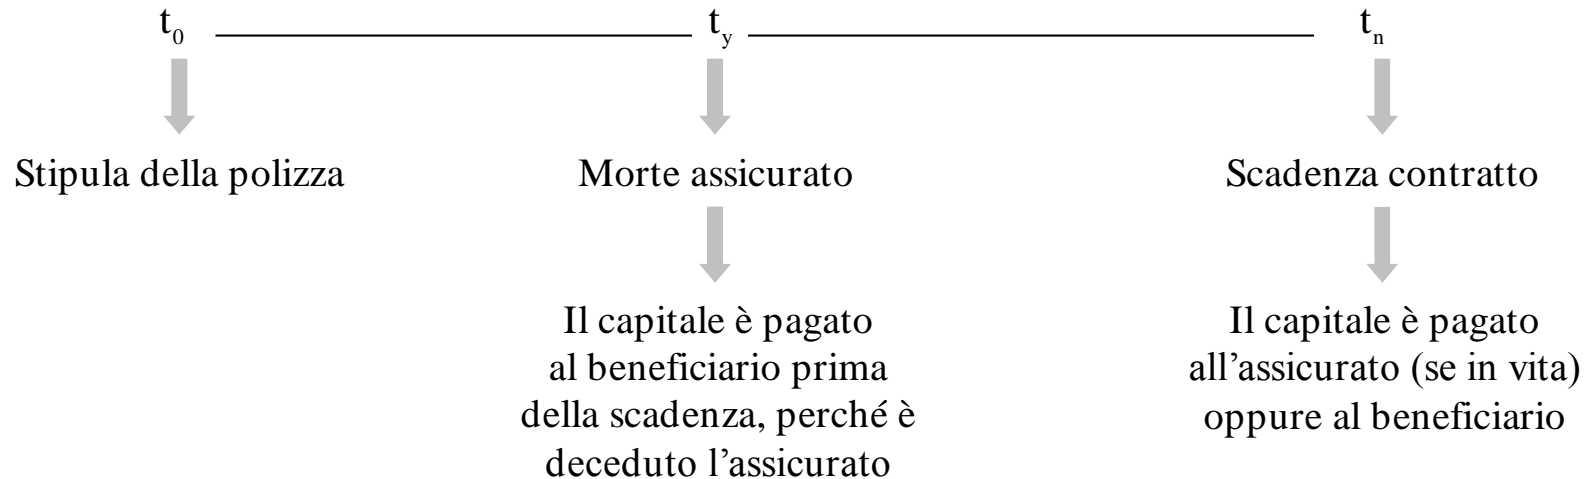 t0 ty tn
Stipula della polizza Morte assicurato Scadenza contratto
Il capitale è pagato
al beneficiario prima
della scadenza, perché è
deceduto l’assicurato
Il capitale è pagato
all’assicurato (se in vita)
oppure al beneficiario